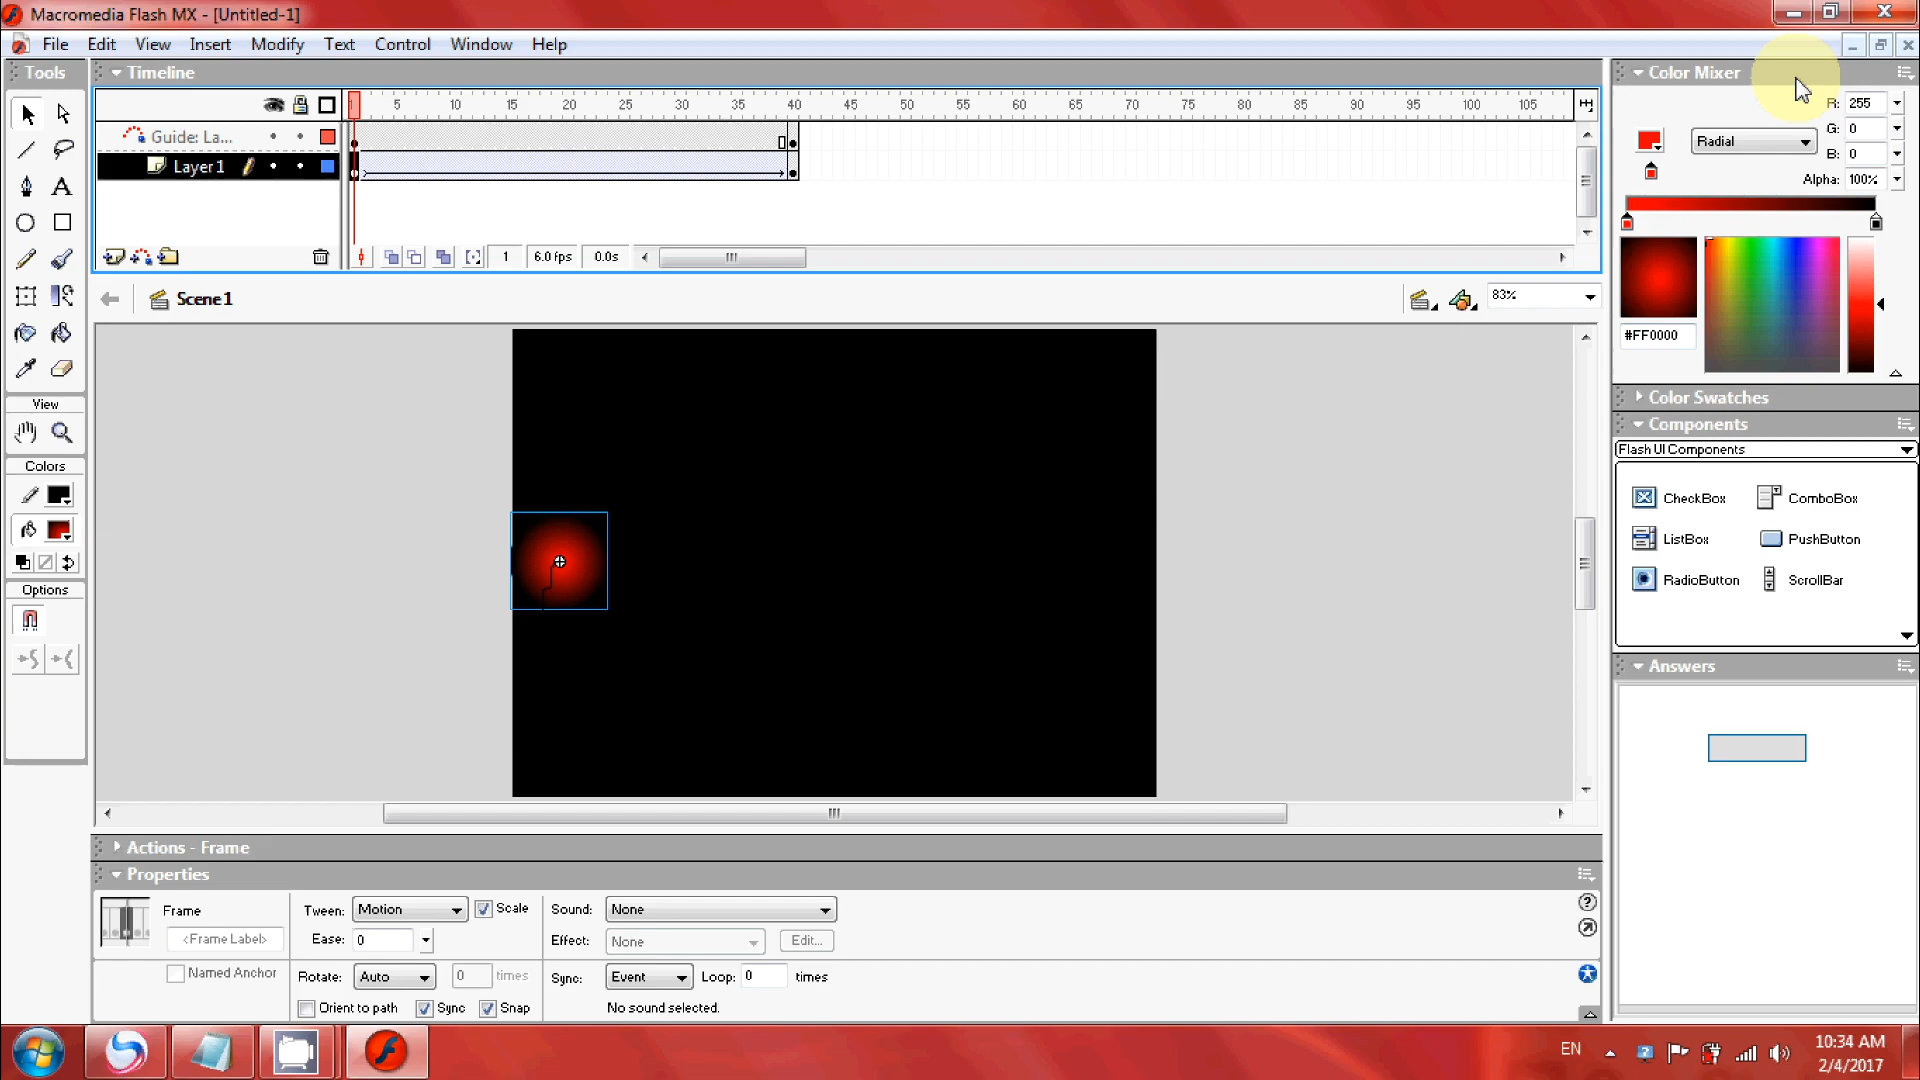 Macromedia Flash MX - [Untitled-1]
File Edit View Insert Modify Control Text Window Help
Tools
Timeline
Color Mixer
1 5 10 15 20 25 30 35 40 45 50 55 60 65 70 75 80 85 90 95 100 105
Guide: La...
Layer 1
1 6.0 fps 0.0s
Scene 1
83%
R: 255
Radial
G: 0
B: 0
Alpha: 100%
#FF0000
View
Colors
Options
Color Swatches
Components
Flash UI Components
CheckBox ComboBox
ListBox PushButton
RadioButton ScrollBar
Answers
Actions - Frame
Properties
Frame
<Frame Label>
Named Anchor
Tween: Motion Scale
Ease: 0
Rotate: Auto 0 times
Orient to path Sync Snap
Sound: None
Effect: None Edit...
Sync: Event Loop: 0 times
No sound selected.
EN
10:34 AM
2/4/2017